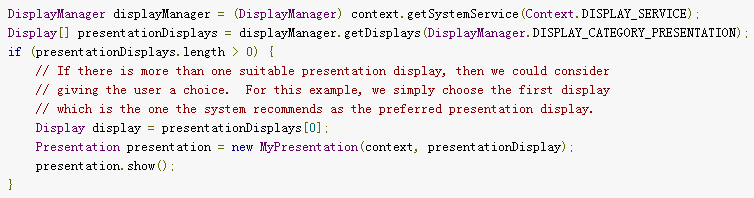 DisplayManager displayManager = (DisplayManager) context.getSystemService(Context.DISPLAY_SERVICE);
Display[] presentationDisplays = displayManager.getDisplays(DisplayManager.DISPLAY_CATEGORY_PRESENTATION);
if (presentationDisplays.length > 0) {
    // If there is more than one suitable presentation display, then we could consider
    // giving the user a choice.  For this example, we simply choose the first display
    // which is the one the system recommends as the preferred presentation display.
    Display display = presentationDisplays[0];
    Presentation presentation = new MyPresentation(context, presentationDisplay);
    presentation.show();
}